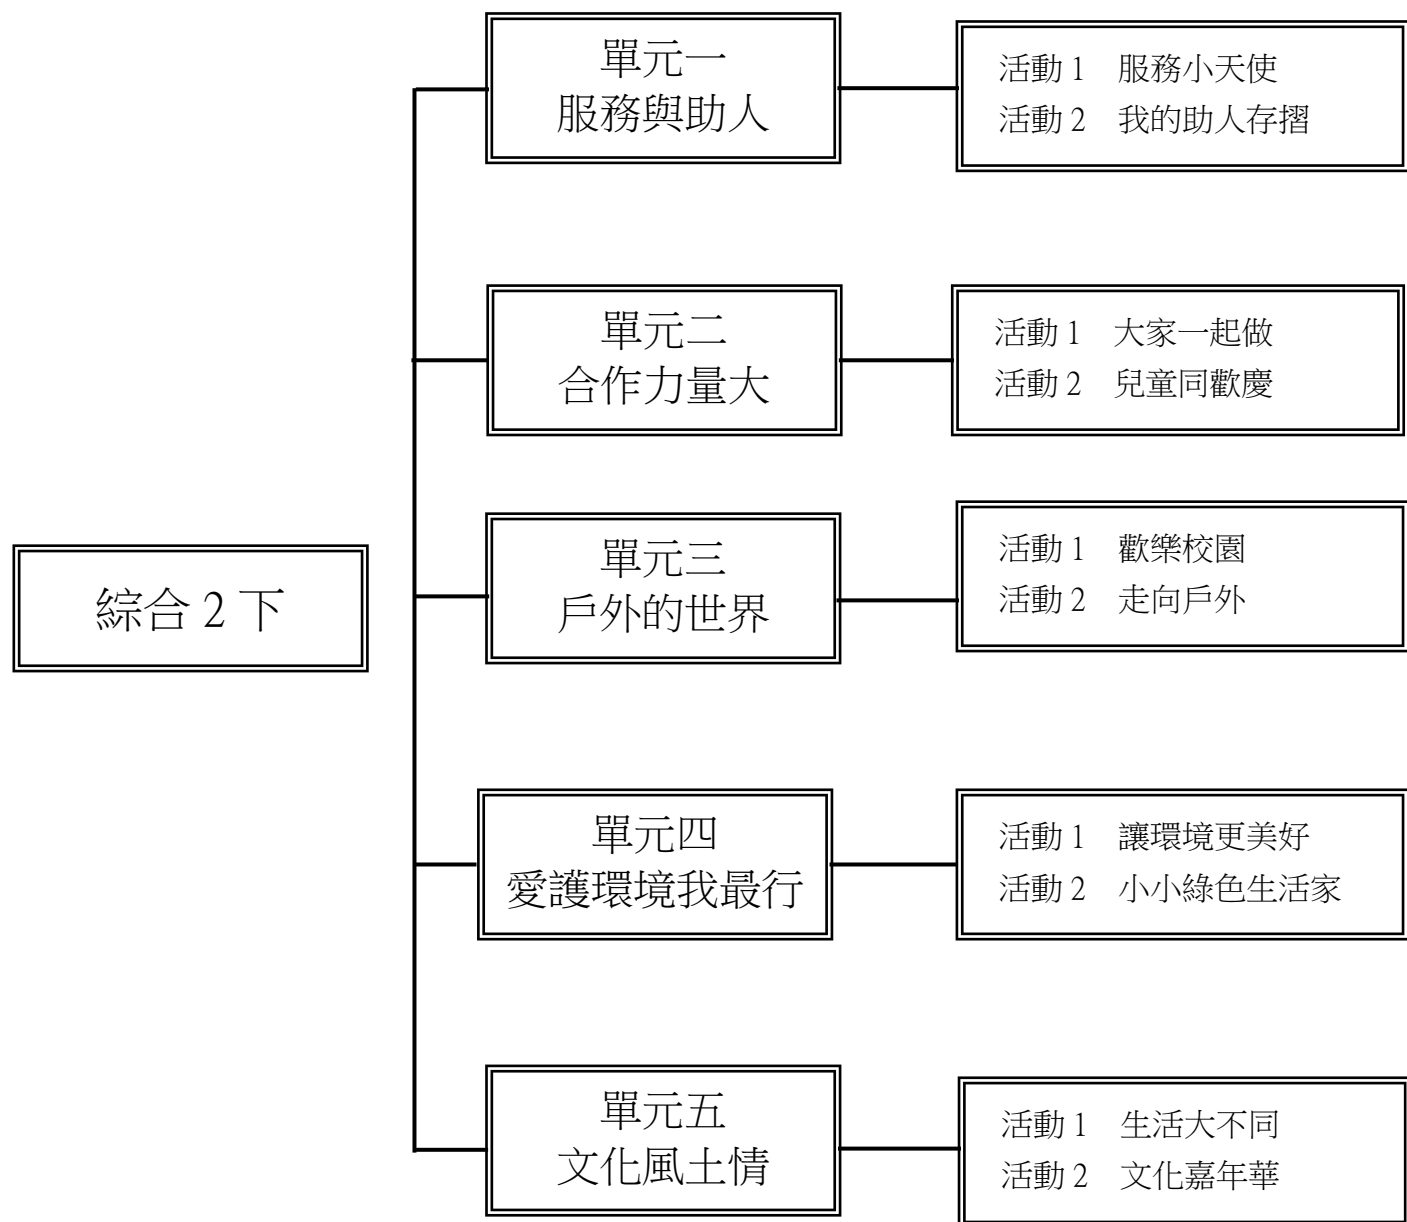 綜合 2 下
單元一
服務與助人
活動 1　服務小天使
活動 2　我的助人存摺
單元二
合作力量大
活動 1　大家一起做
活動 2　兒童同歡慶
單元三
戶外的世界
活動 1　歡樂校園
活動 2　走向戶外
單元四
愛護環境我最行
活動 1　讓環境更美好
活動 2　小小綠色生活家
單元五
文化風土情
活動 1　生活大不同
活動 2　文化嘉年華